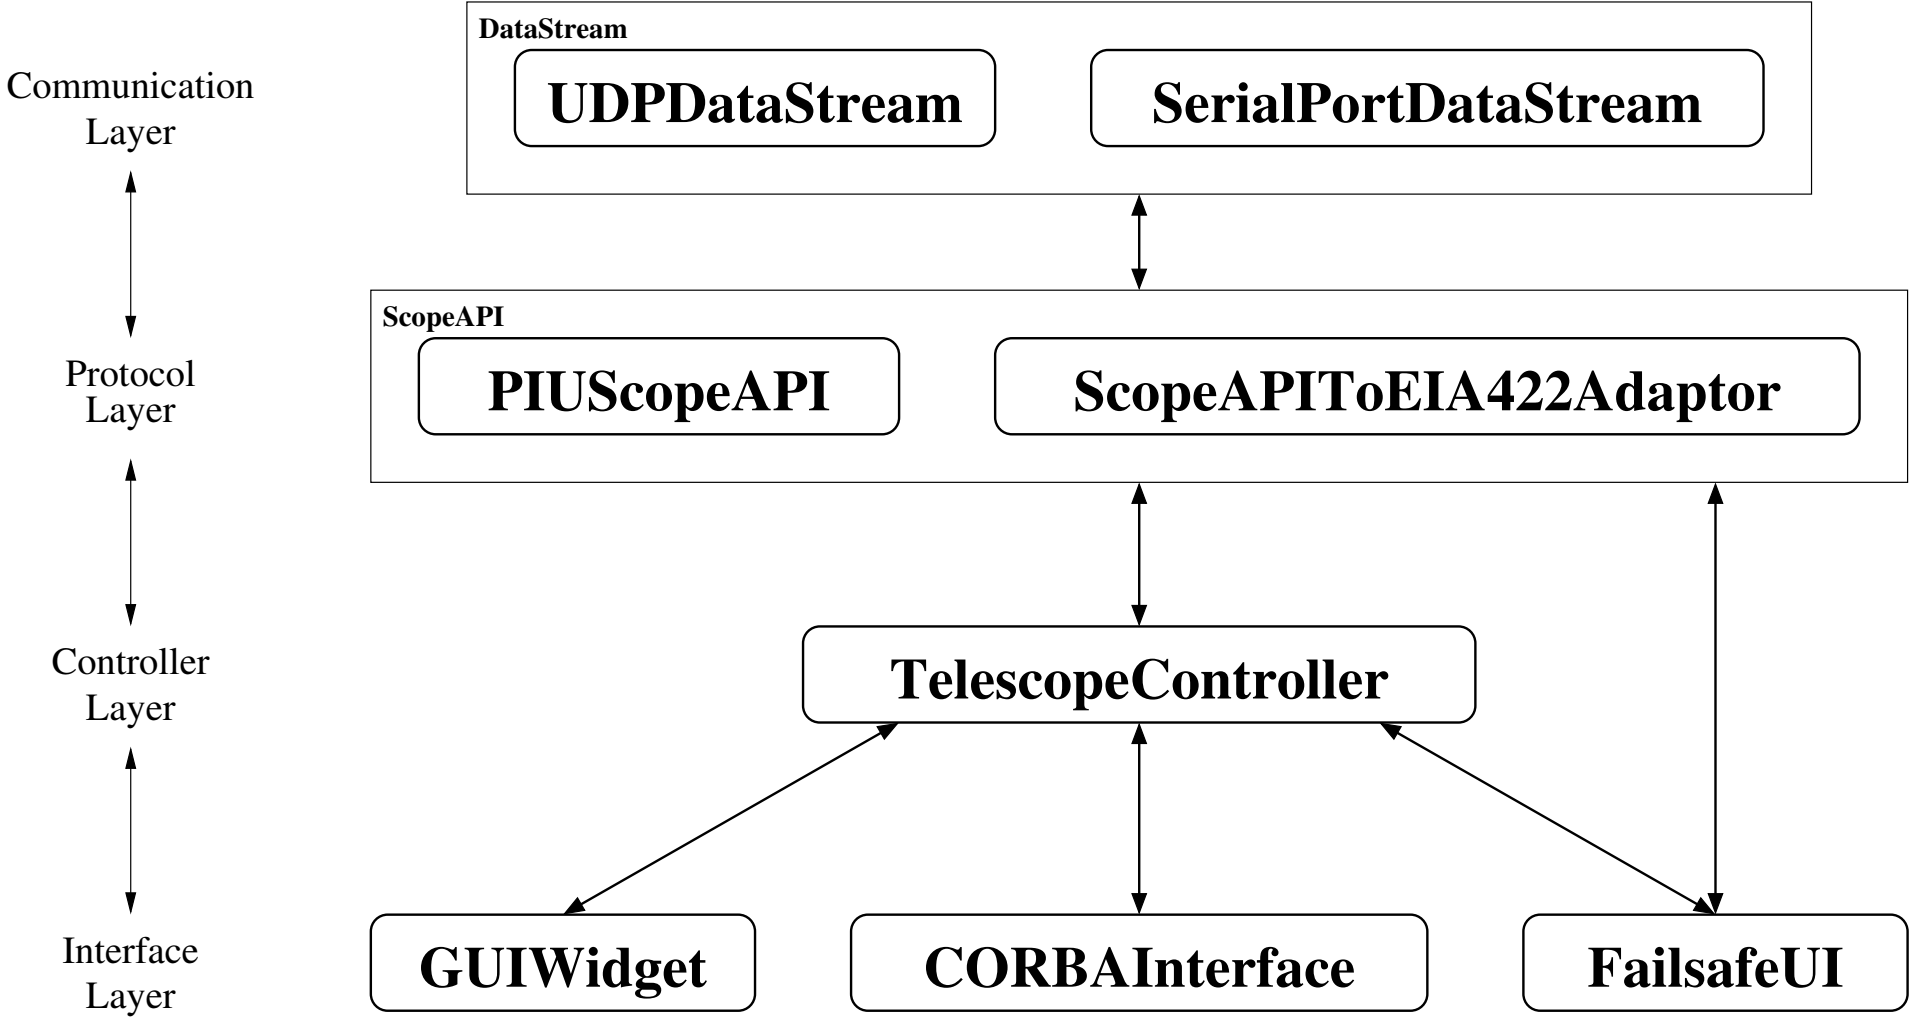 DataStream
Communication
Layer
UDPDataStream
SerialPortDataStream
ScopeAPI
Protocol
Layer
PIUScopeAPI
ScopeAPIToEIA422Adaptor
Controller
Layer
TelescopeController
Interface
Layer
GUIWidget
CORBAInterface
FailsafeUI